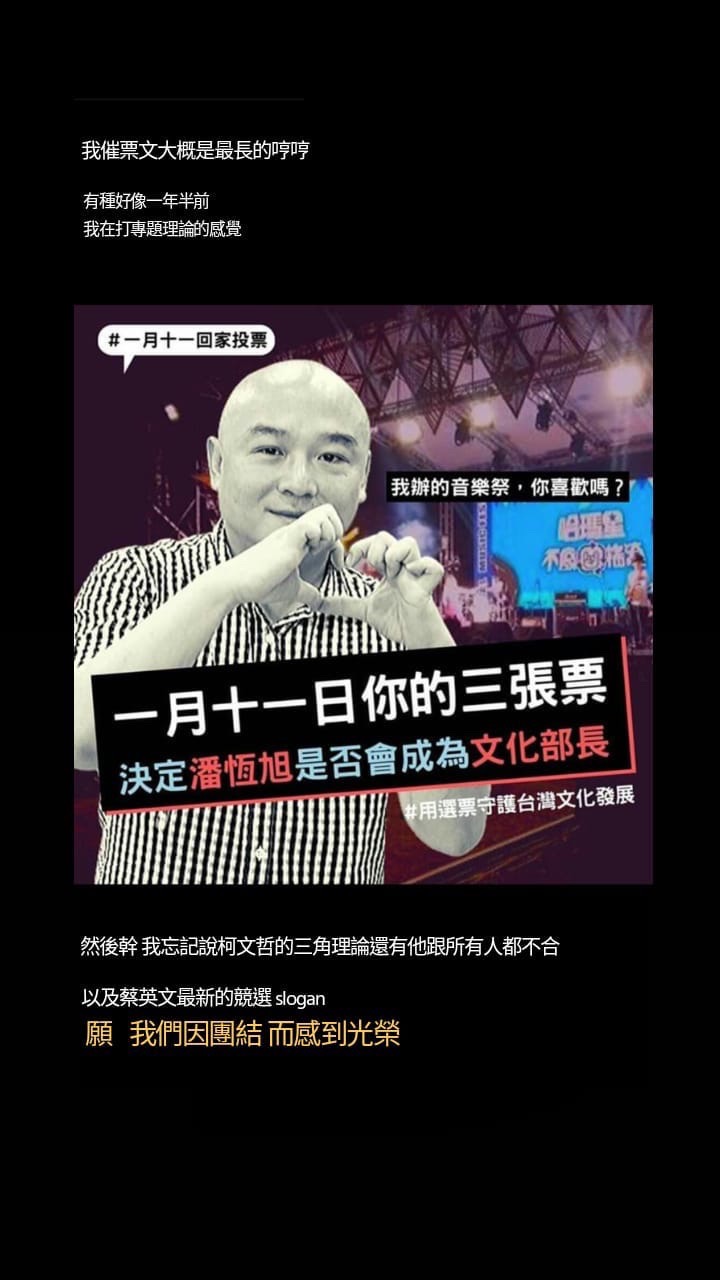 我催票文大概是最長的哼哼
有種好像一年半前
我在打專題理論的感覺
#一月十一回家投票
我辦的音樂祭，你喜歡嗎？
哈瑪星
一月十一日你的三張票
決定潘恆旭是否會成為文化部長
#用選票守護台灣文化發展
然後幹 我忘記說柯文哲的三角理論還有他跟所有人都不合
以及蔡英文最新的競選 slogan
願 我們因團結 而感到光榮